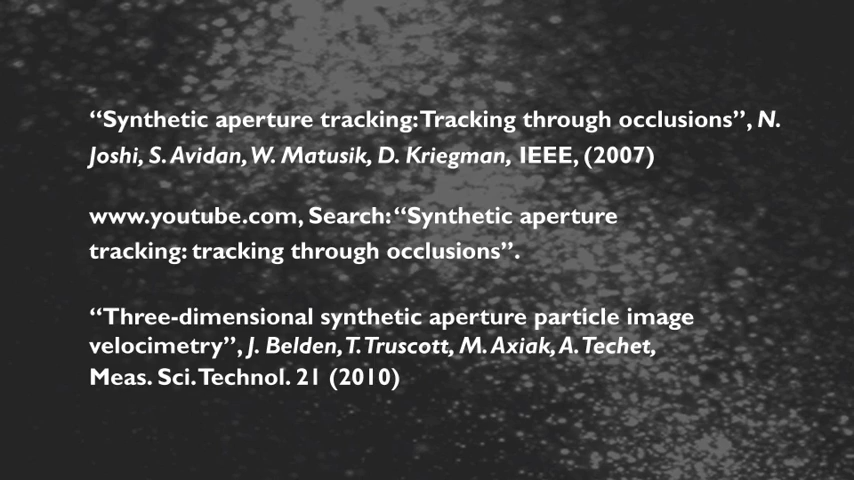 “Synthetic aperture tracking: Tracking through occlusions”, N.
Joshi, S. Avidan, W. Matusik, D. Kriegman, IEEE, (2007)
www.youtube.com, Search: “Synthetic aperture
tracking: tracking through occlusions”.
“Three-dimensional synthetic aperture particle image
velocimetry”, J. Belden, T. Truscott, M. Axiak, A. Techet,
Meas. Sci. Technol. 21 (2010)